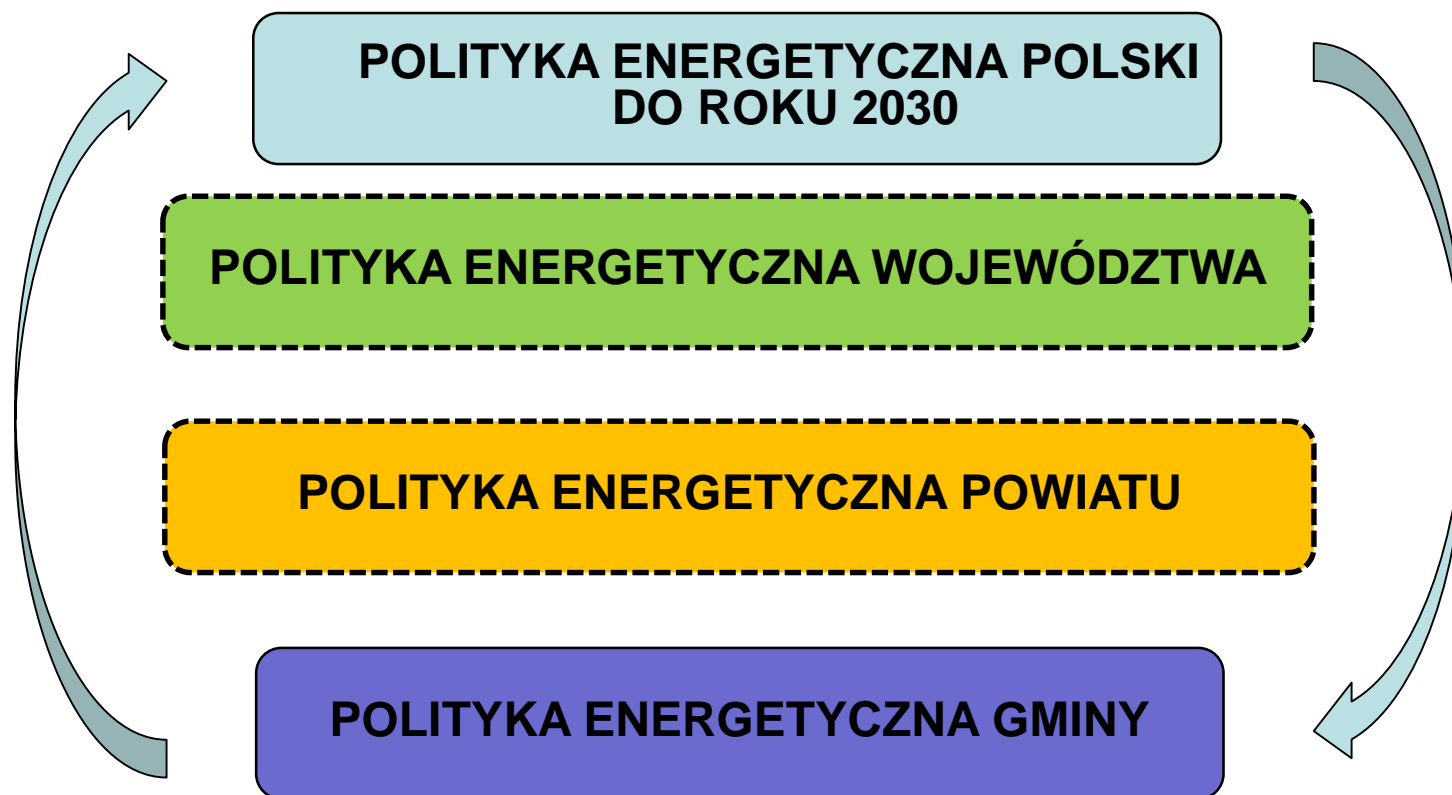 POLITYKA ENERGETYCZNA POLSKI
DO ROKU 2030
POLITYKA ENERGETYCZNA WOJEWÓDZTWA
POLITYKA ENERGETYCZNA POWIATU
POLITYKA ENERGETYCZNA GMINY